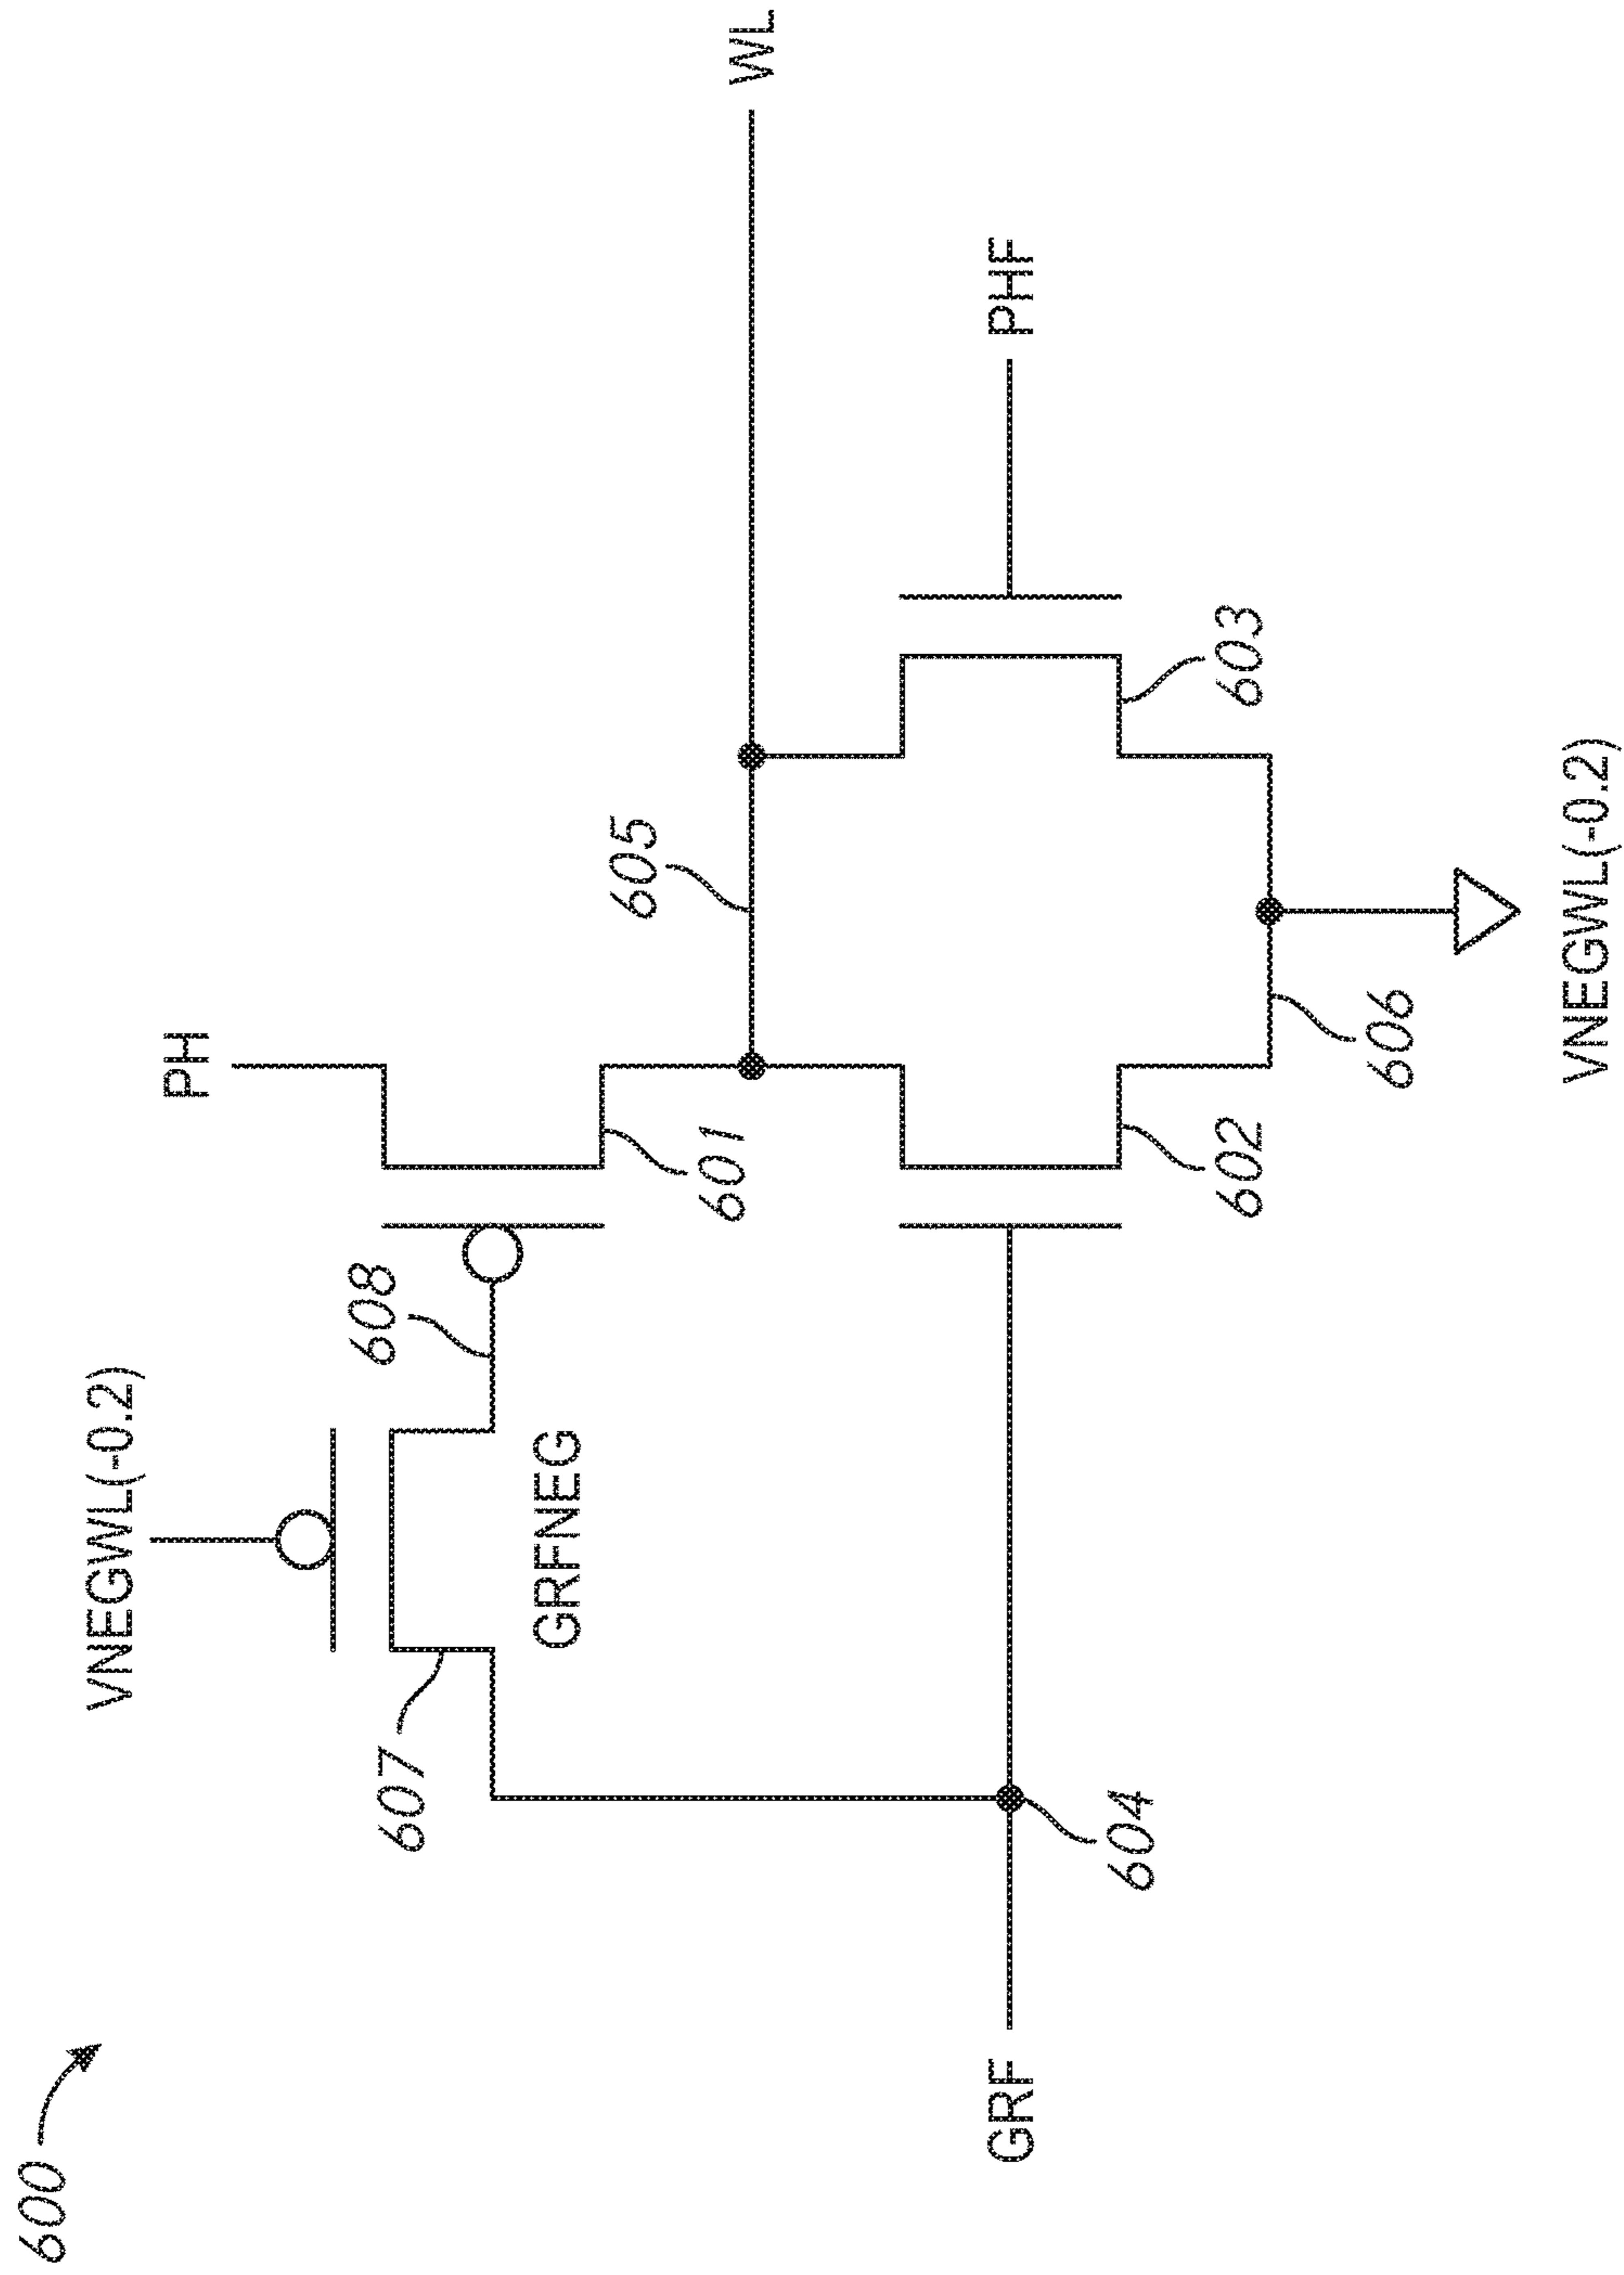 600
VNEGWL(-0.2)
PH
607
608
GRFNEG
601
605
WL
GRF
604
602
603
PHF
606
VNEGWL(-0.2)